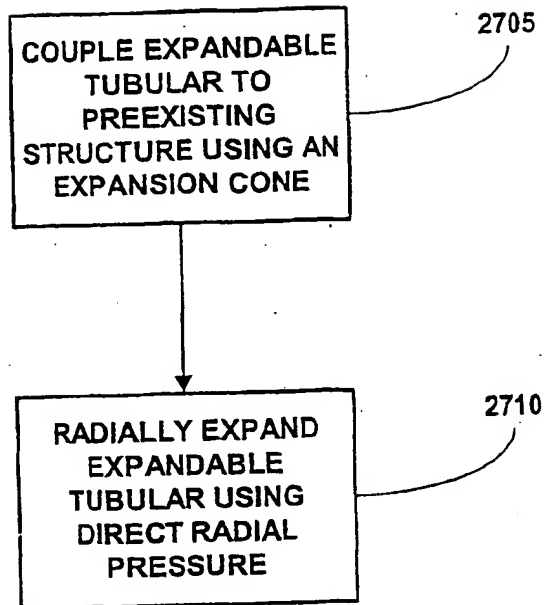 2705
COUPLE EXPANDABLE
TUBULAR TO
PREEXISTING
STRUCTURE USING AN
EXPANSION CONE
2710
RADIALLY EXPAND
EXPANDABLE
TUBULAR USING
DIRECT RADIAL
PRESSURE